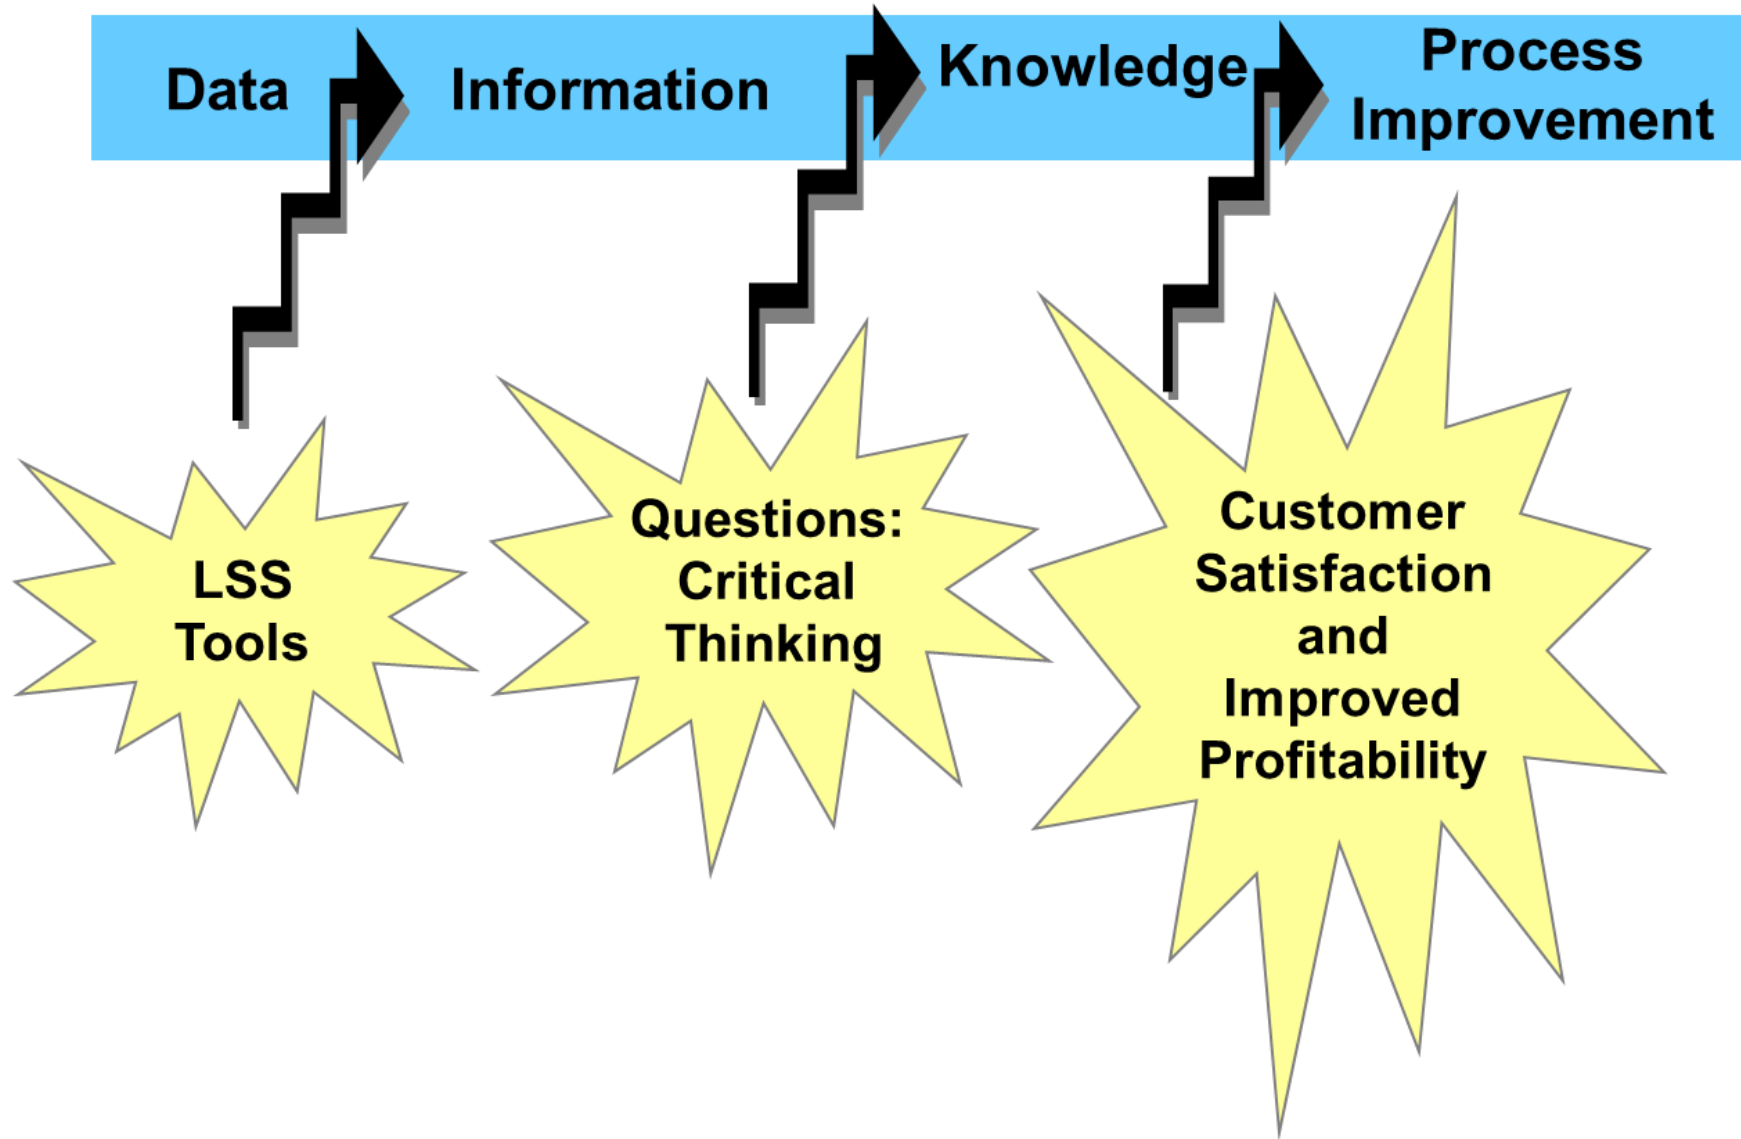 Data
Information
Knowledge
Process
Improvement
LSS
Tools
Questions:
Critical
Thinking
Customer
Satisfaction
and
Improved
Profitability